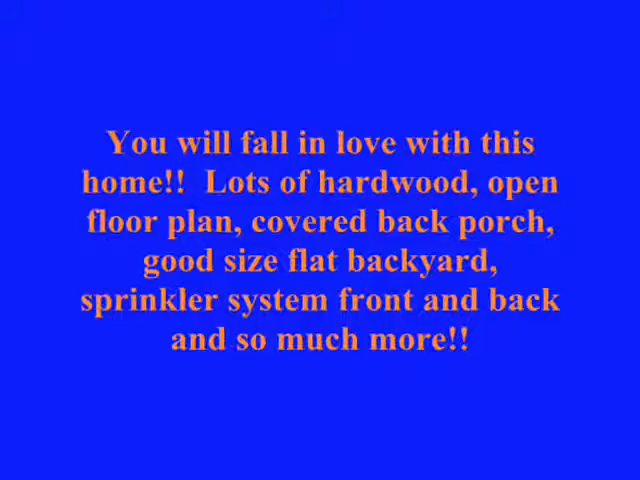 You will fall in love with this
home!!  Lots of hardwood, open
floor plan, covered back porch,
good size flat backyard,
sprinkler system front and back
and so much more!!